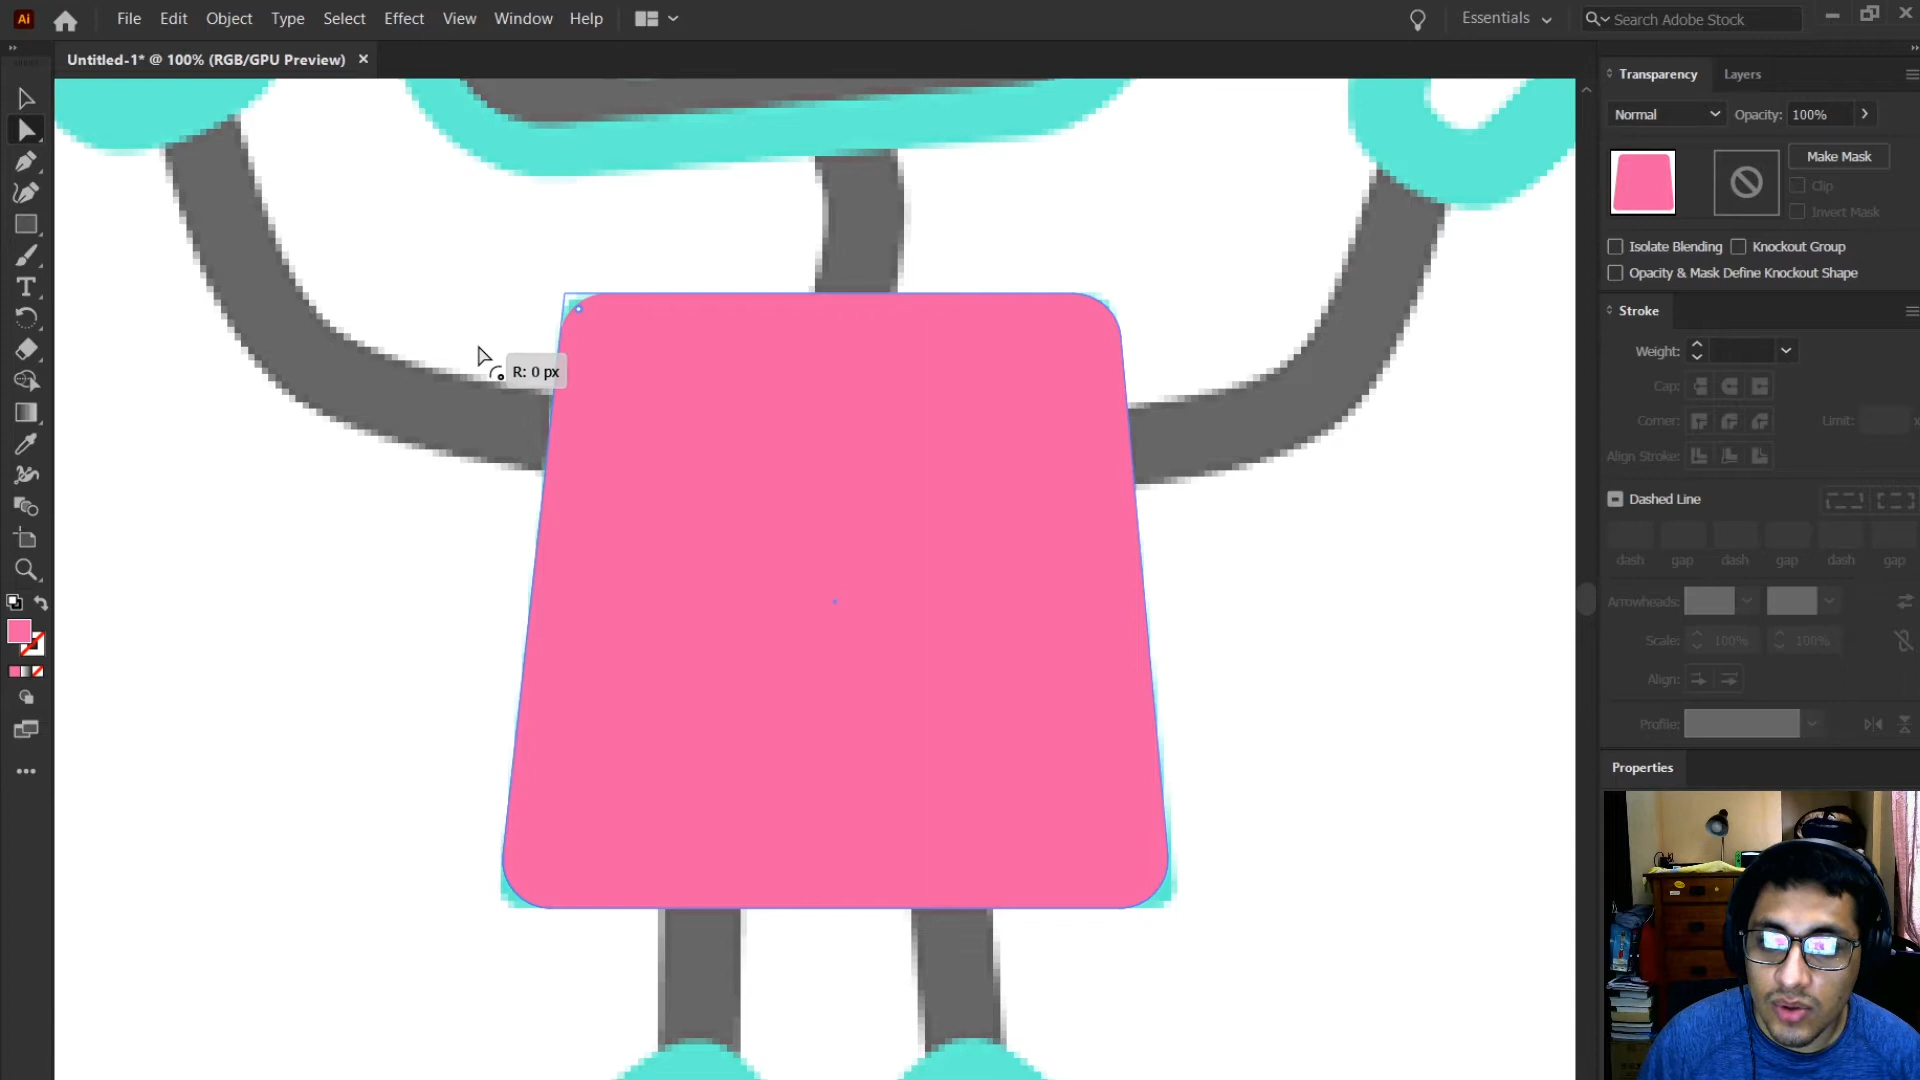 Ai File Edit Object Type Select Effect View Window Help Essentials Search Adobe Stock
Untitled-1* @ 100% (RGB/GPU Preview)
Transparency Layers
Normal Opacity: 100%
Make Mask
Clip
Invert Mask
Isolate Blending Knockout Group
Opacity & Mask Define Knockout Shape
Stroke
Weight:
Cap:
Corner: Limit: x
Align Stroke:
Dashed Line
dash gap dash gap dash gap
Arrowheads:
Scale: 100% 100%
Align:
Profile:
Properties
R: 0 px